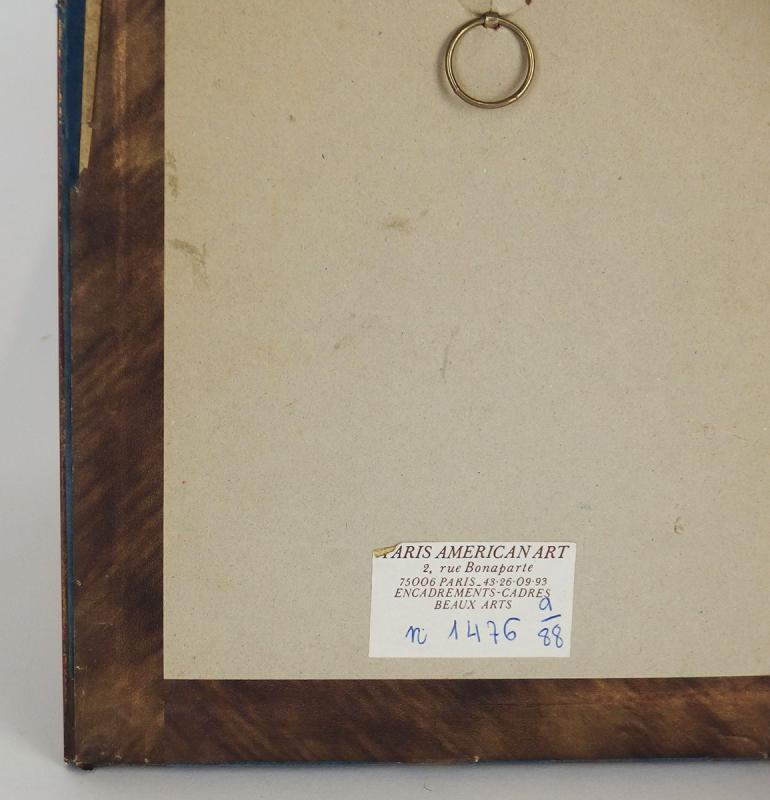 PARIS AMERICAN ART
2, rue Bonaparte
75006 PARIS_43·26·09·93
ENCADREMENTS-CADRES
BEAUX ARTS
n 1476 a/88